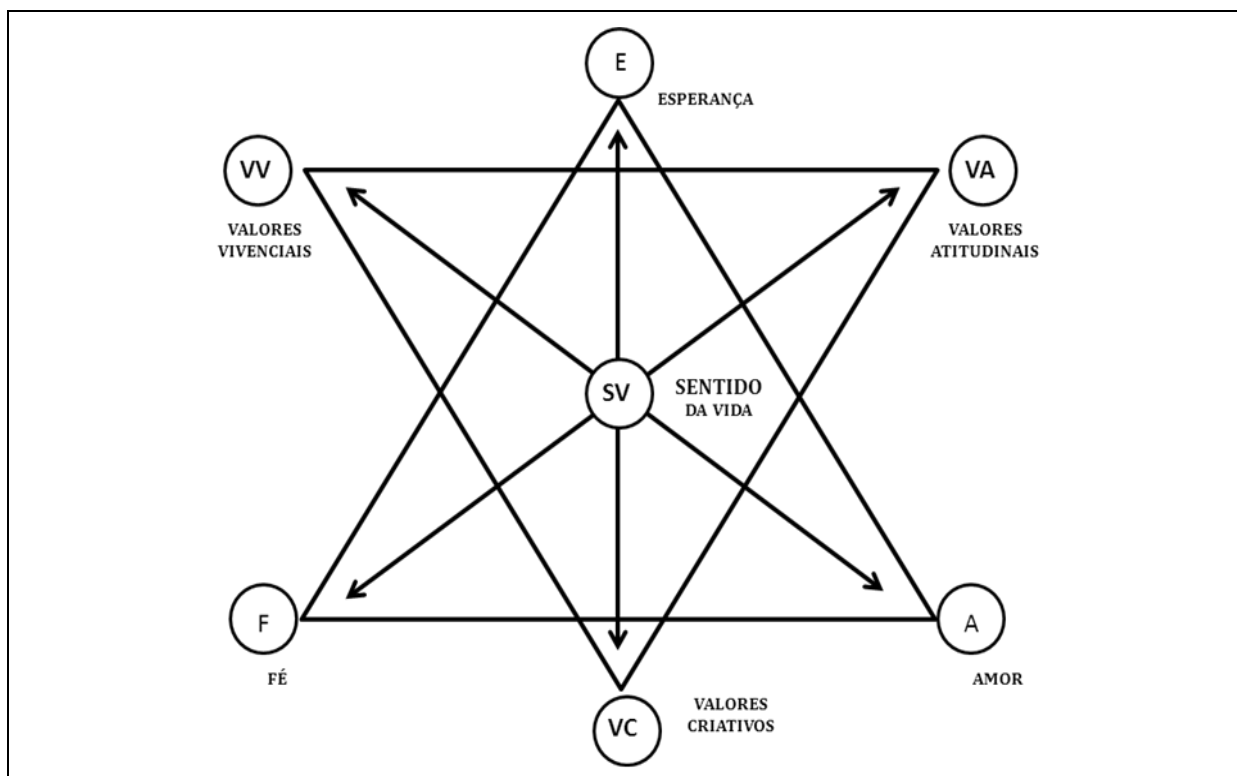 E
ESPERANÇA
VV
VA
VALORES
VIVENCIAIS
VALORES
ATITUDINAIS
SV
SENTIDO
DA VIDA
F
A
FÉ
AMOR
VC
VALORES
CRIATIVOS